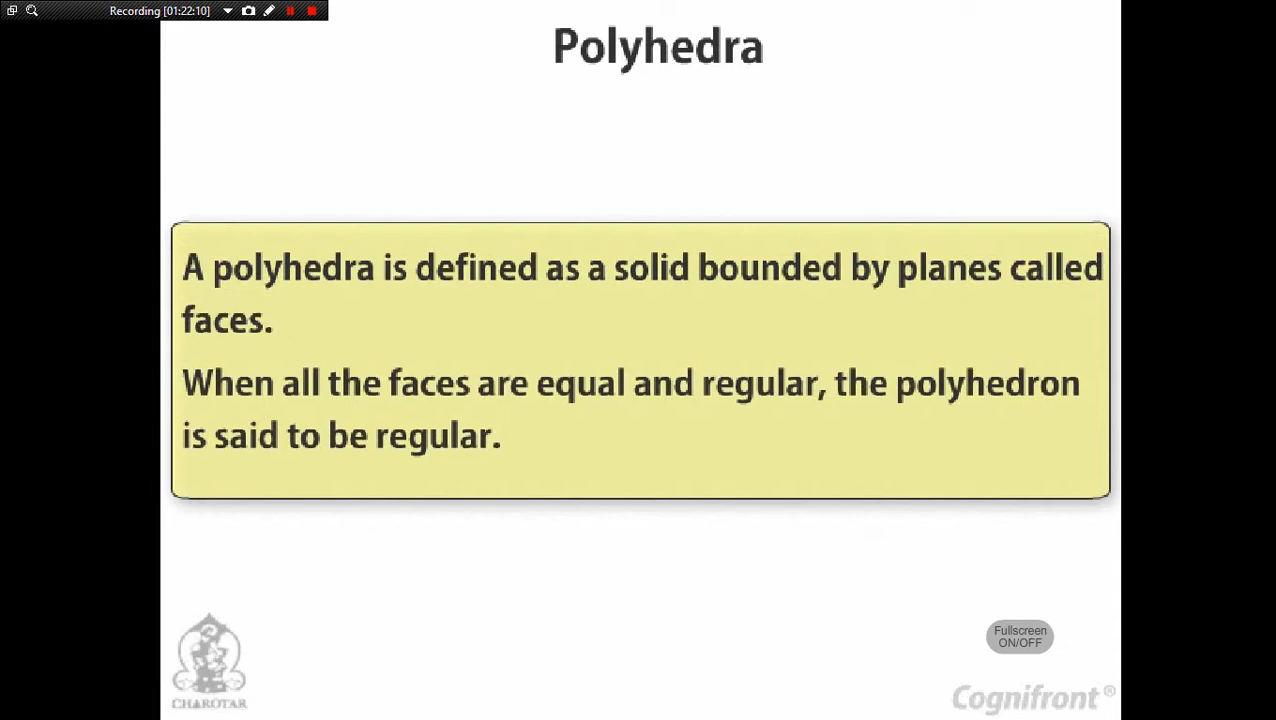 Recording [01:22:10]
Polyhedra
A polyhedra is defined as a solid bounded by planes called
faces.
When all the faces are equal and regular, the polyhedron
is said to be regular.
Fullscreen
ON/OFF
CHAROTAR
Cognifront ®